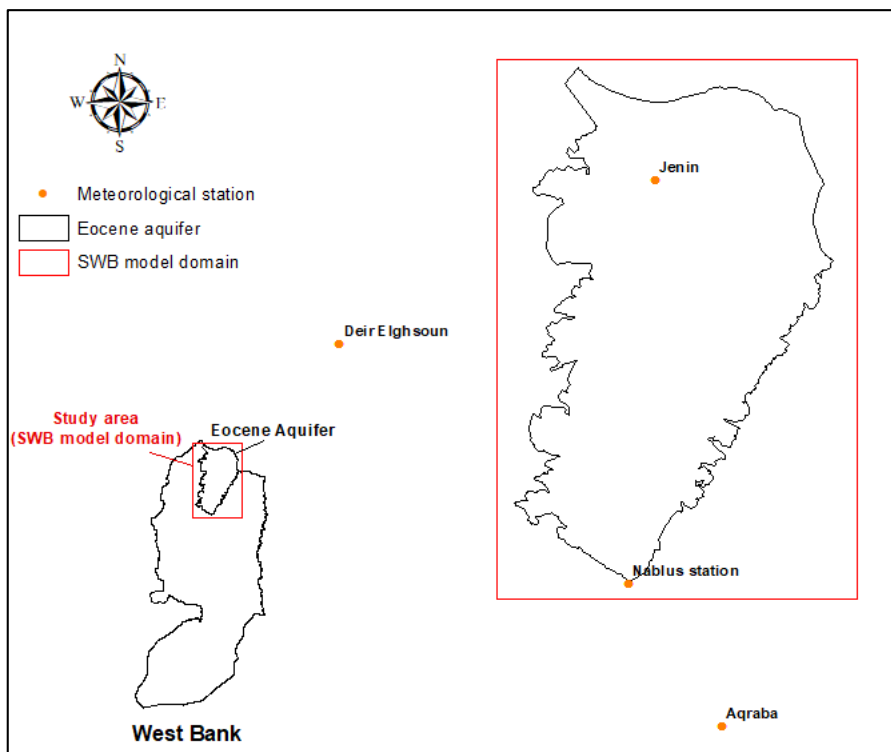 N
W E
S
Meteorological station
Eocene aquifer
SWB model domain
Jenin
Deir Elghsoun
Study area
(SWB model domain)
Eocene Aquifer
Nablus station
Aqraba
West Bank